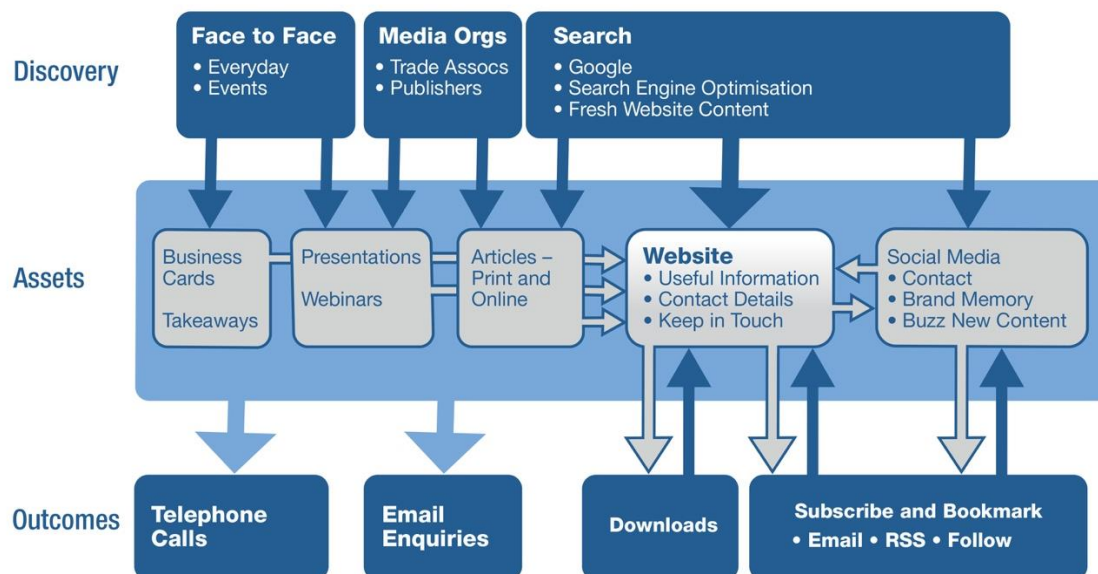 Discovery
Face to Face
• Everyday
• Events
Media Orgs
• Trade Assocs
• Publishers
Search
• Google
• Search Engine Optimisation
• Fresh Website Content
Assets
Business
Cards
Takeaways
Presentations
Webinars
Articles –
Print and
Online
Website
• Useful Information
• Contact Details
• Keep in Touch
Social Media
• Contact
• Brand Memory
• Buzz New Content
Outcomes
Telephone
Calls
Email
Enquiries
Downloads
Subscribe and Bookmark
• Email • RSS • Follow